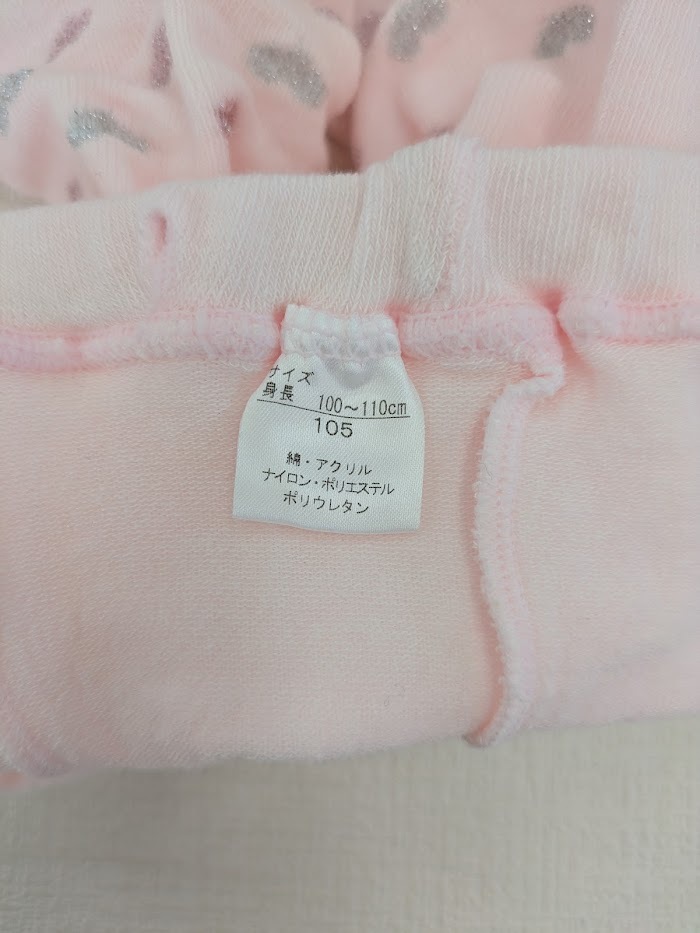 サイズ
身長 100～110cm
105
綿・アクリル
ナイロン・ポリエステル
ポリウレタン